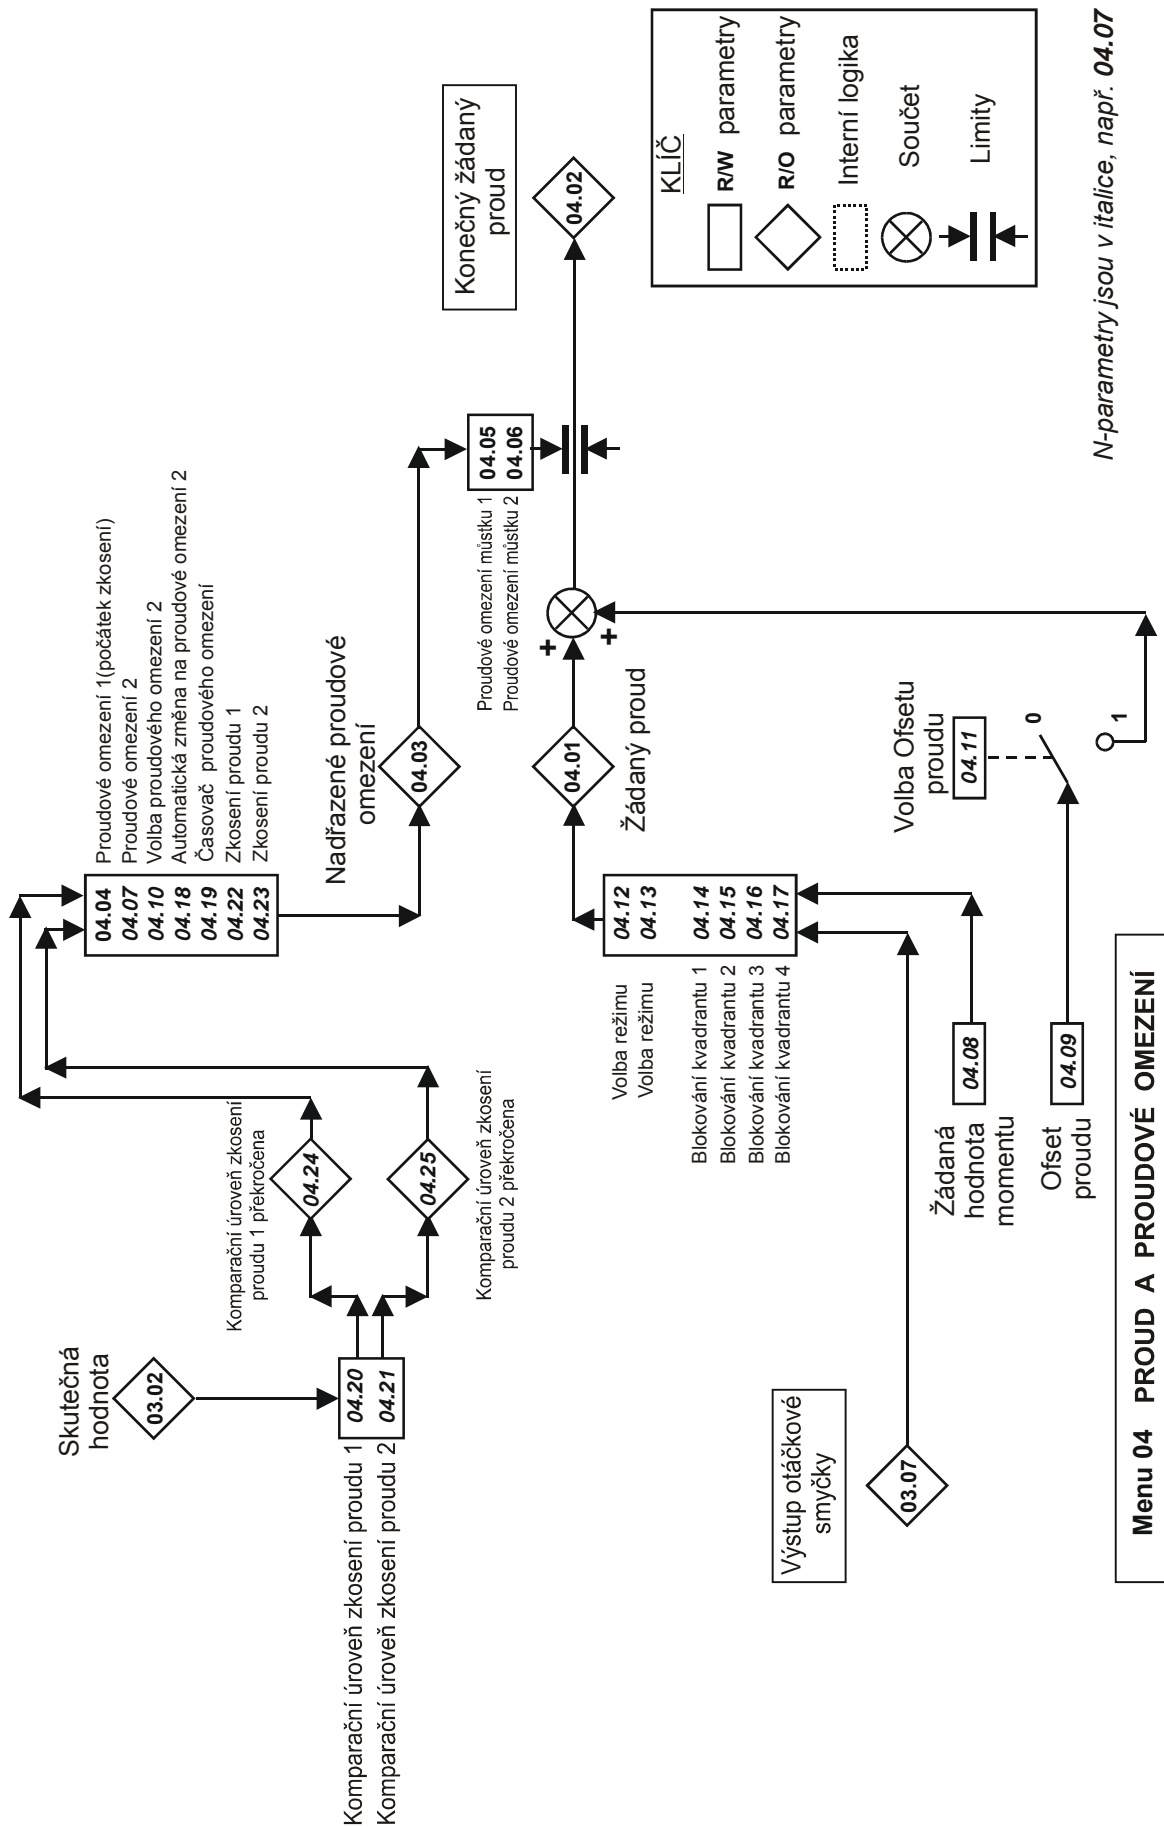 Skutečná
hodnota
03.02
Komparační úroveň zkosení proudu 1
Komparační úroveň zkosení proudu 2
04.20
04.21
Komparační úroveň zkosení
proudu 1 překročena
04.24
04.25
Komparační úroveň zkosení
proudu 2 překročena
04.04 Proudové omezení 1(počátek zkosení)
04.07 Proudové omezení 2
04.10 Volba proudového omezení 2
04.18 Automatická změna na proudové omezení 2
04.19 Časovač proudového omezení
04.22 Zkosení proudu 1
04.23 Zkosení proudu 2
Nadřazené proudové
omezení
04.03
Proudové omezení můstku 1 04.05
Proudové omezení můstku 2 04.06
Konečný žádaný
proud
04.02
Volba režimu 04.12
Volba režimu 04.13
Blokování kvadrantu 1 04.14
Blokování kvadrantu 2 04.15
Blokování kvadrantu 3 04.16
Blokování kvadrantu 4 04.17
04.01
Žádaný proud
+
+
Výstup otáčkové
smyčky
03.07
Žádaná
hodnota
momentu
04.08
Ofset
proudu
04.09
Volba Ofsetu
proudu
04.11
0
1
KLÍČ
R/W parametry
R/O parametry
Interní logika
Součet
Limity
N-parametry jsou v italice, např. 04.07
Menu 04 PROUD A PROUDOVÉ OMEZENÍ